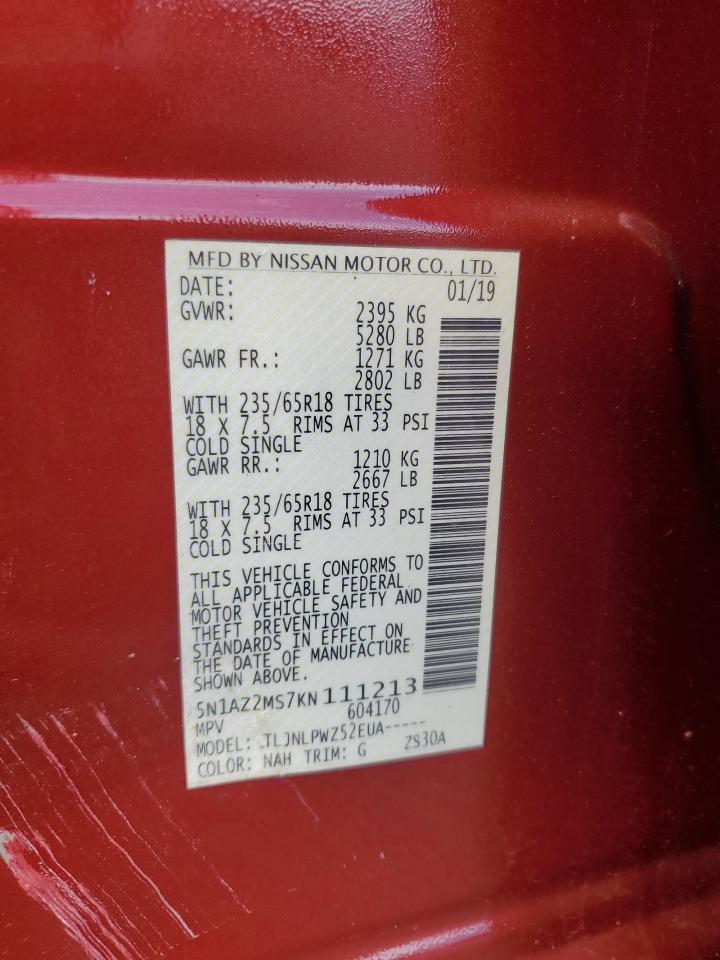 MFD BY NISSAN MOTOR CO., LTD.
DATE: 01/19
GVWR: 2395 KG
5280 LB
GAWR FR.: 1271 KG
2802 LB
WITH 235/65R18 TIRES
18 X 7.5 RIMS AT 33 PSI
COLD SINGLE
GAWR RR.: 1210 KG
2667 LB
WITH 235/65R18 TIRES
18 X 7.5 RIMS AT 33 PSI
COLD SINGLE
THIS VEHICLE CONFORMS TO
ALL APPLICABLE FEDERAL
MOTOR VEHICLE SAFETY AND
THEFT PREVENTION
STANDARDS IN EFFECT ON
THE DATE OF MANUFACTURE
SHOWN ABOVE.
5N1AZ2MS7KN111213
MPV 604170
MODEL: TLJNLPWZ52EUA-----
COLOR: NAH TRIM: G ZS30A